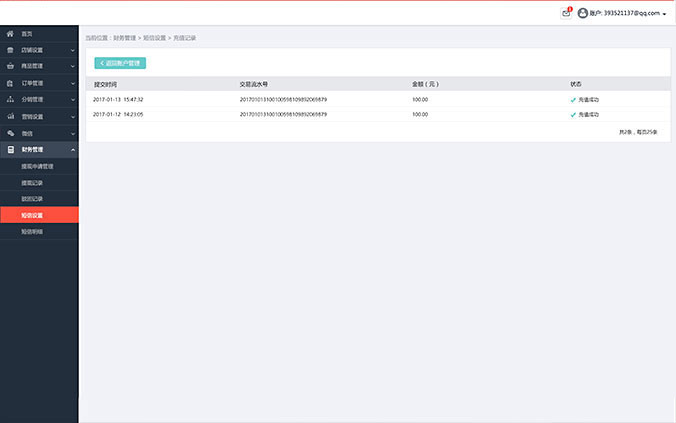 1
账户: 393521137@qq.com
首页
店铺设置
商品管理
订单管理
分销管理
营销设置
微信
财务管理
提现申请管理
提现记录
驳回记录
短信设置
短信明细
当前位置：财务管理 > 短信设置 > 充值记录
< 返回账户管理
提交时间 交易流水号 金额（元） 状态
2017-01-13 15:47:32 20170101310010059810989206987​9 100.00 充值成功
2017-01-12 14:23:05 201701013100100598109892069879 100.00 充值成功
共2条，每页25条